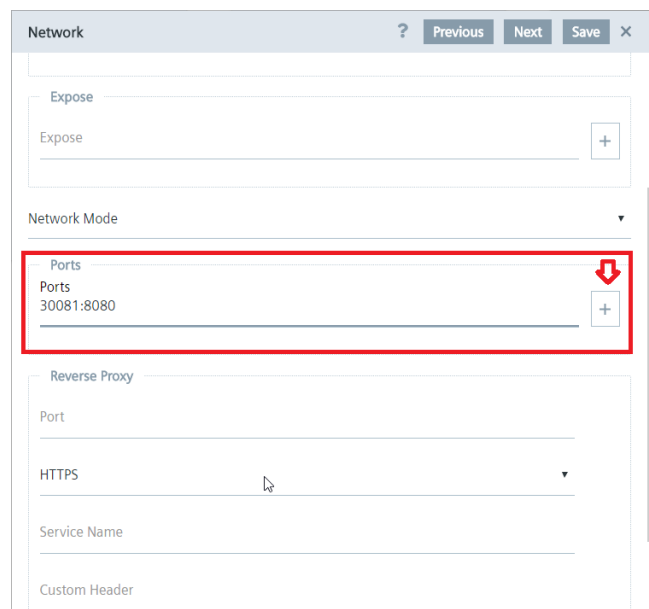 Network ? Previous Next Save ×
Expose
Expose +
Network Mode
Ports
Ports
30081:8080 +
Reverse Proxy
Port
HTTPS
Service Name
Custom Header